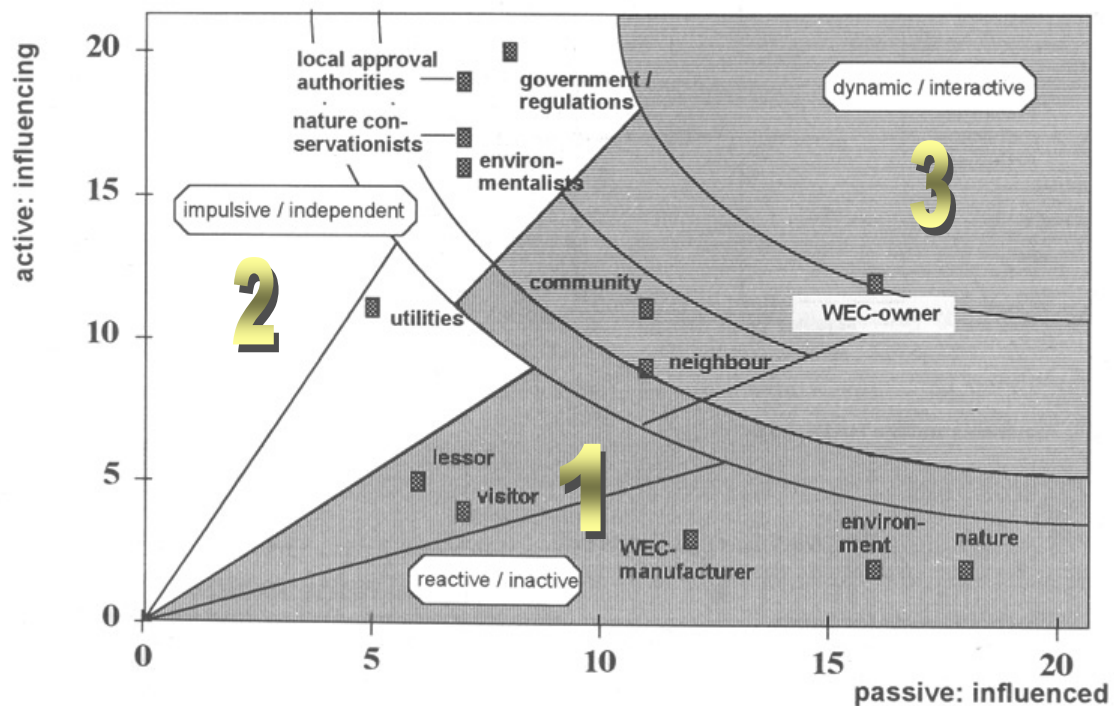 active: influencing
20
15
10
5
0
local approval
authorities
government /
regulations
nature con-
servationists
environ-
mentalists
impulsive / independent
2
utilities
dynamic / interactive
3
community
WEC-owner
neighbour
lessor
visitor
1
WEC-
manufacturer
environ-
ment
nature
reactive / inactive
0
5
10
15
20
passive: influenced